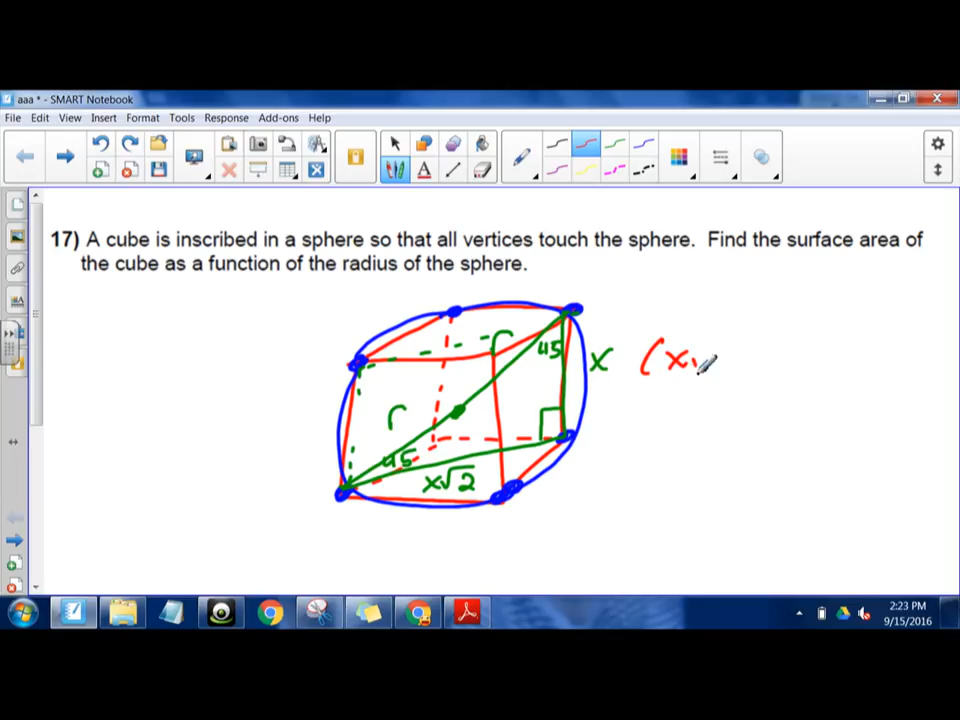 aaa * - SMART Notebook
File Edit View Insert Format Tools Response Add-ons Help
17) A cube is inscribed in a sphere so that all vertices touch the sphere. Find the surface area of
the cube as a function of the radius of the sphere.
r
45
x (x
r
45
x√2
2:23 PM
9/15/2016